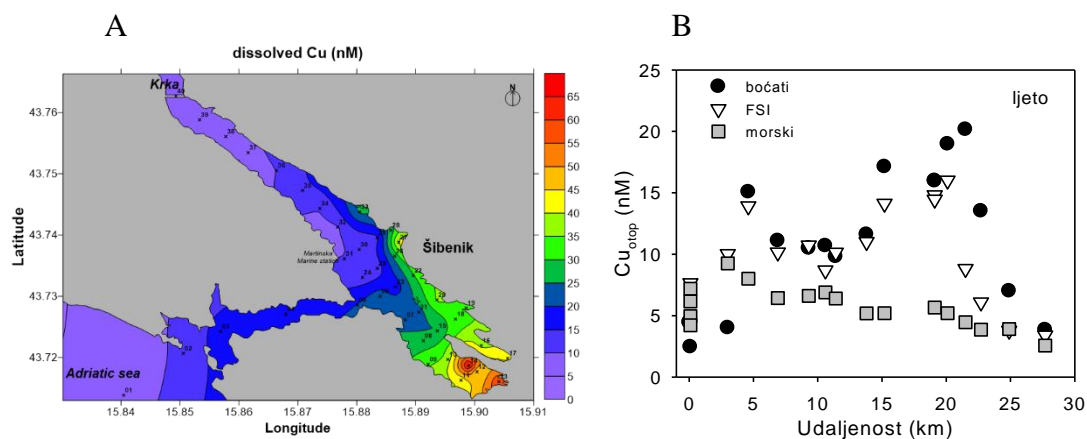 A
B
dissolved Cu (nM)
Krka
Šibenik
Martinska
Marine station
Adriatic sea
N
Latitude
43.76
43.75
43.74
43.73
43.72
15.84 15.85 15.86 15.87 15.88 15.89 15.90 15.91
Longitude
65
60
55
50
45
40
35
30
25
20
15
10
5
0
boćati
FSI
morski
ljeto
Cu otop (nM)
25
20
15
10
5
0
0 5 10 15 20 25 30
Udaljenost (km)